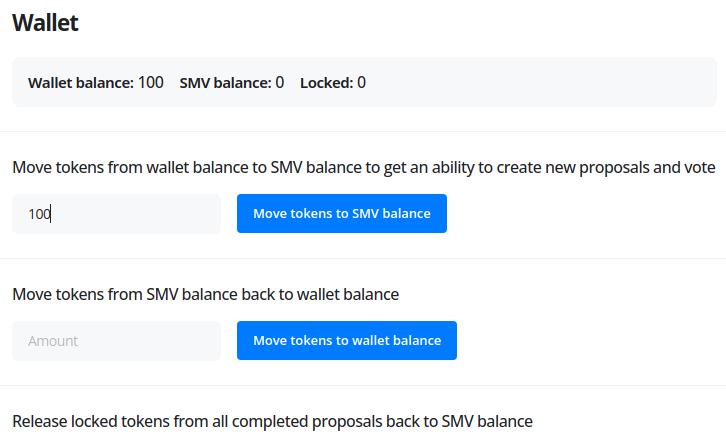 Wallet
Wallet balance: 100 SMV balance: 0 Locked: 0
Move tokens from wallet balance to SMV balance to get an ability to create new proposals and vote
100 Move tokens to SMV balance
Move tokens from SMV balance back to wallet balance
Amount Move tokens to wallet balance
Release locked tokens from all completed proposals back to SMV balance